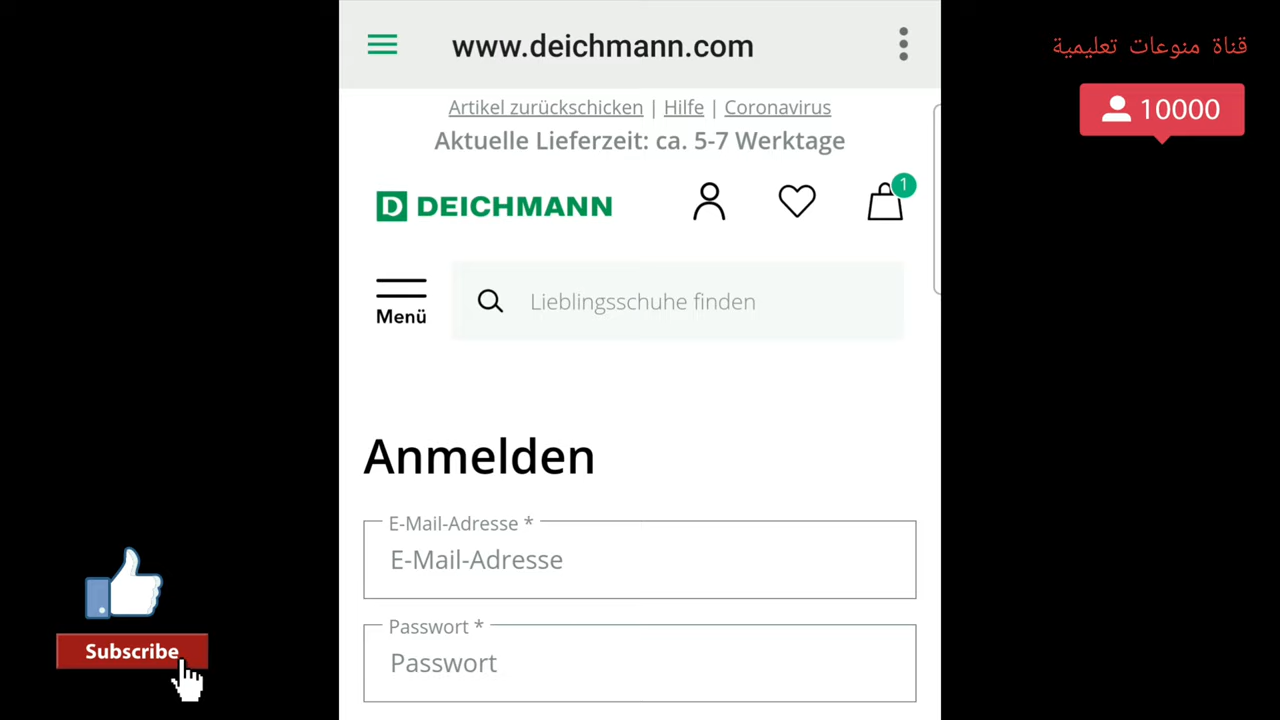 www.deichmann.com
قناة منوعات تعليمية
10000
Artikel zurückschicken | Hilfe | Coronavirus
Aktuelle Lieferzeit: ca. 5-7 Werktage
D DEICHMANN
1
Menü
Lieblingsschuhe finden
Anmelden
E-Mail-Adresse *
E-Mail-Adresse
Passwort *
Passwort
Subscribe